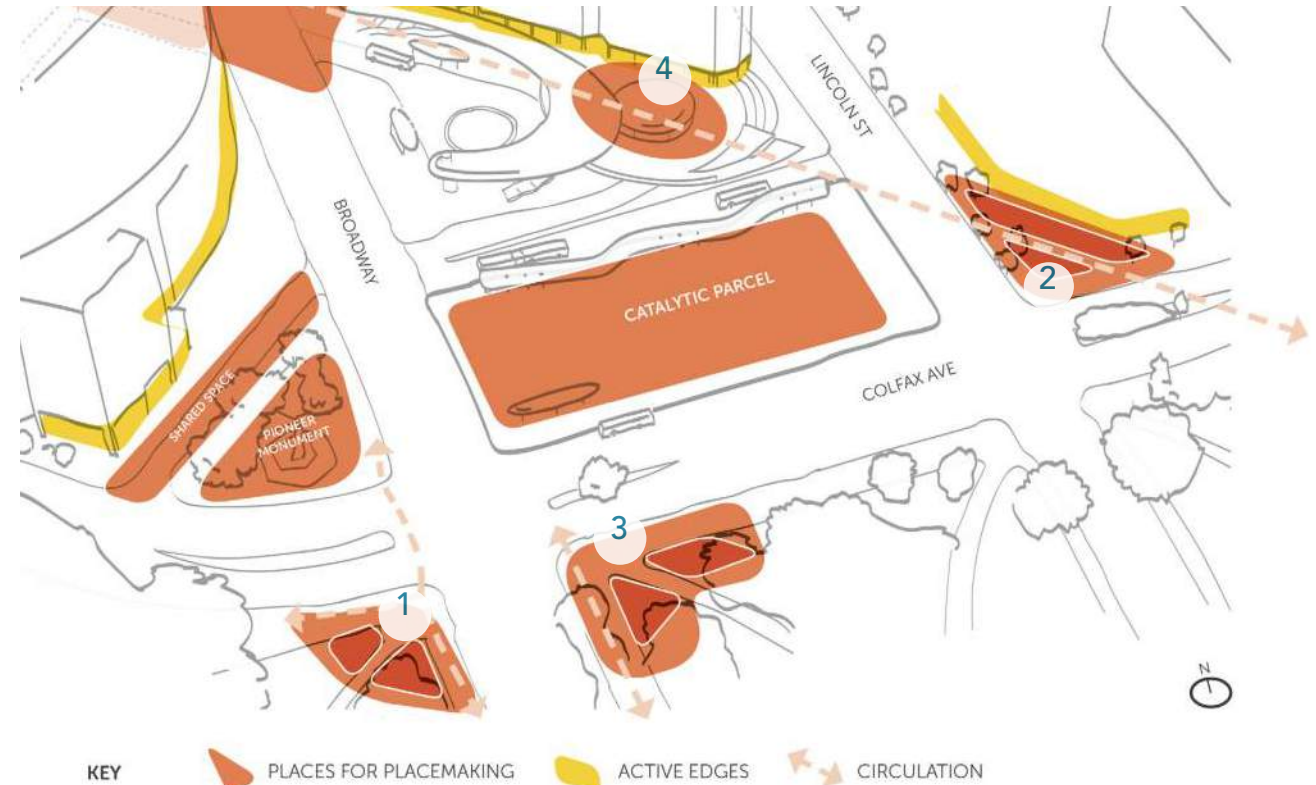 4
LINCOLN ST
BROADWAY
2
CATALYTIC PARCEL
COLFAX AVE
SHARED SPACE
PIONEER
MONUMENT
3
1
N
KEY
PLACES FOR PLACEMAKING
ACTIVE EDGES
CIRCULATION